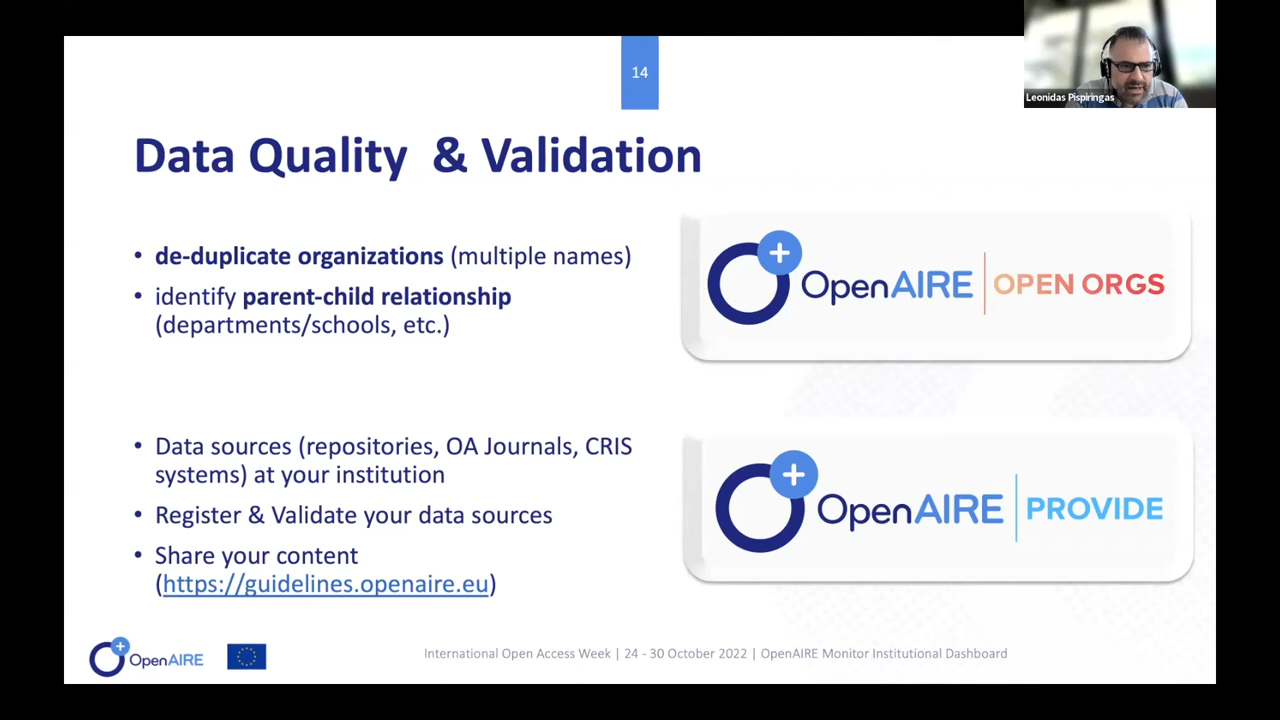 14
Leonidas Pispiringas
Data Quality & Validation
• de-duplicate organizations (multiple names)
• identify parent-child relationship
(departments/schools, etc.)
OpenAIRE | OPEN ORGS
• Data sources (repositories, OA Journals, CRIS
systems) at your institution
• Register & Validate your data sources
• Share your content
(https://guidelines.openaire.eu)
OpenAIRE | PROVIDE
OpenAIRE
International Open Access Week | 24 - 30 October 2022 | OpenAIRE Monitor Institutional Dashboard